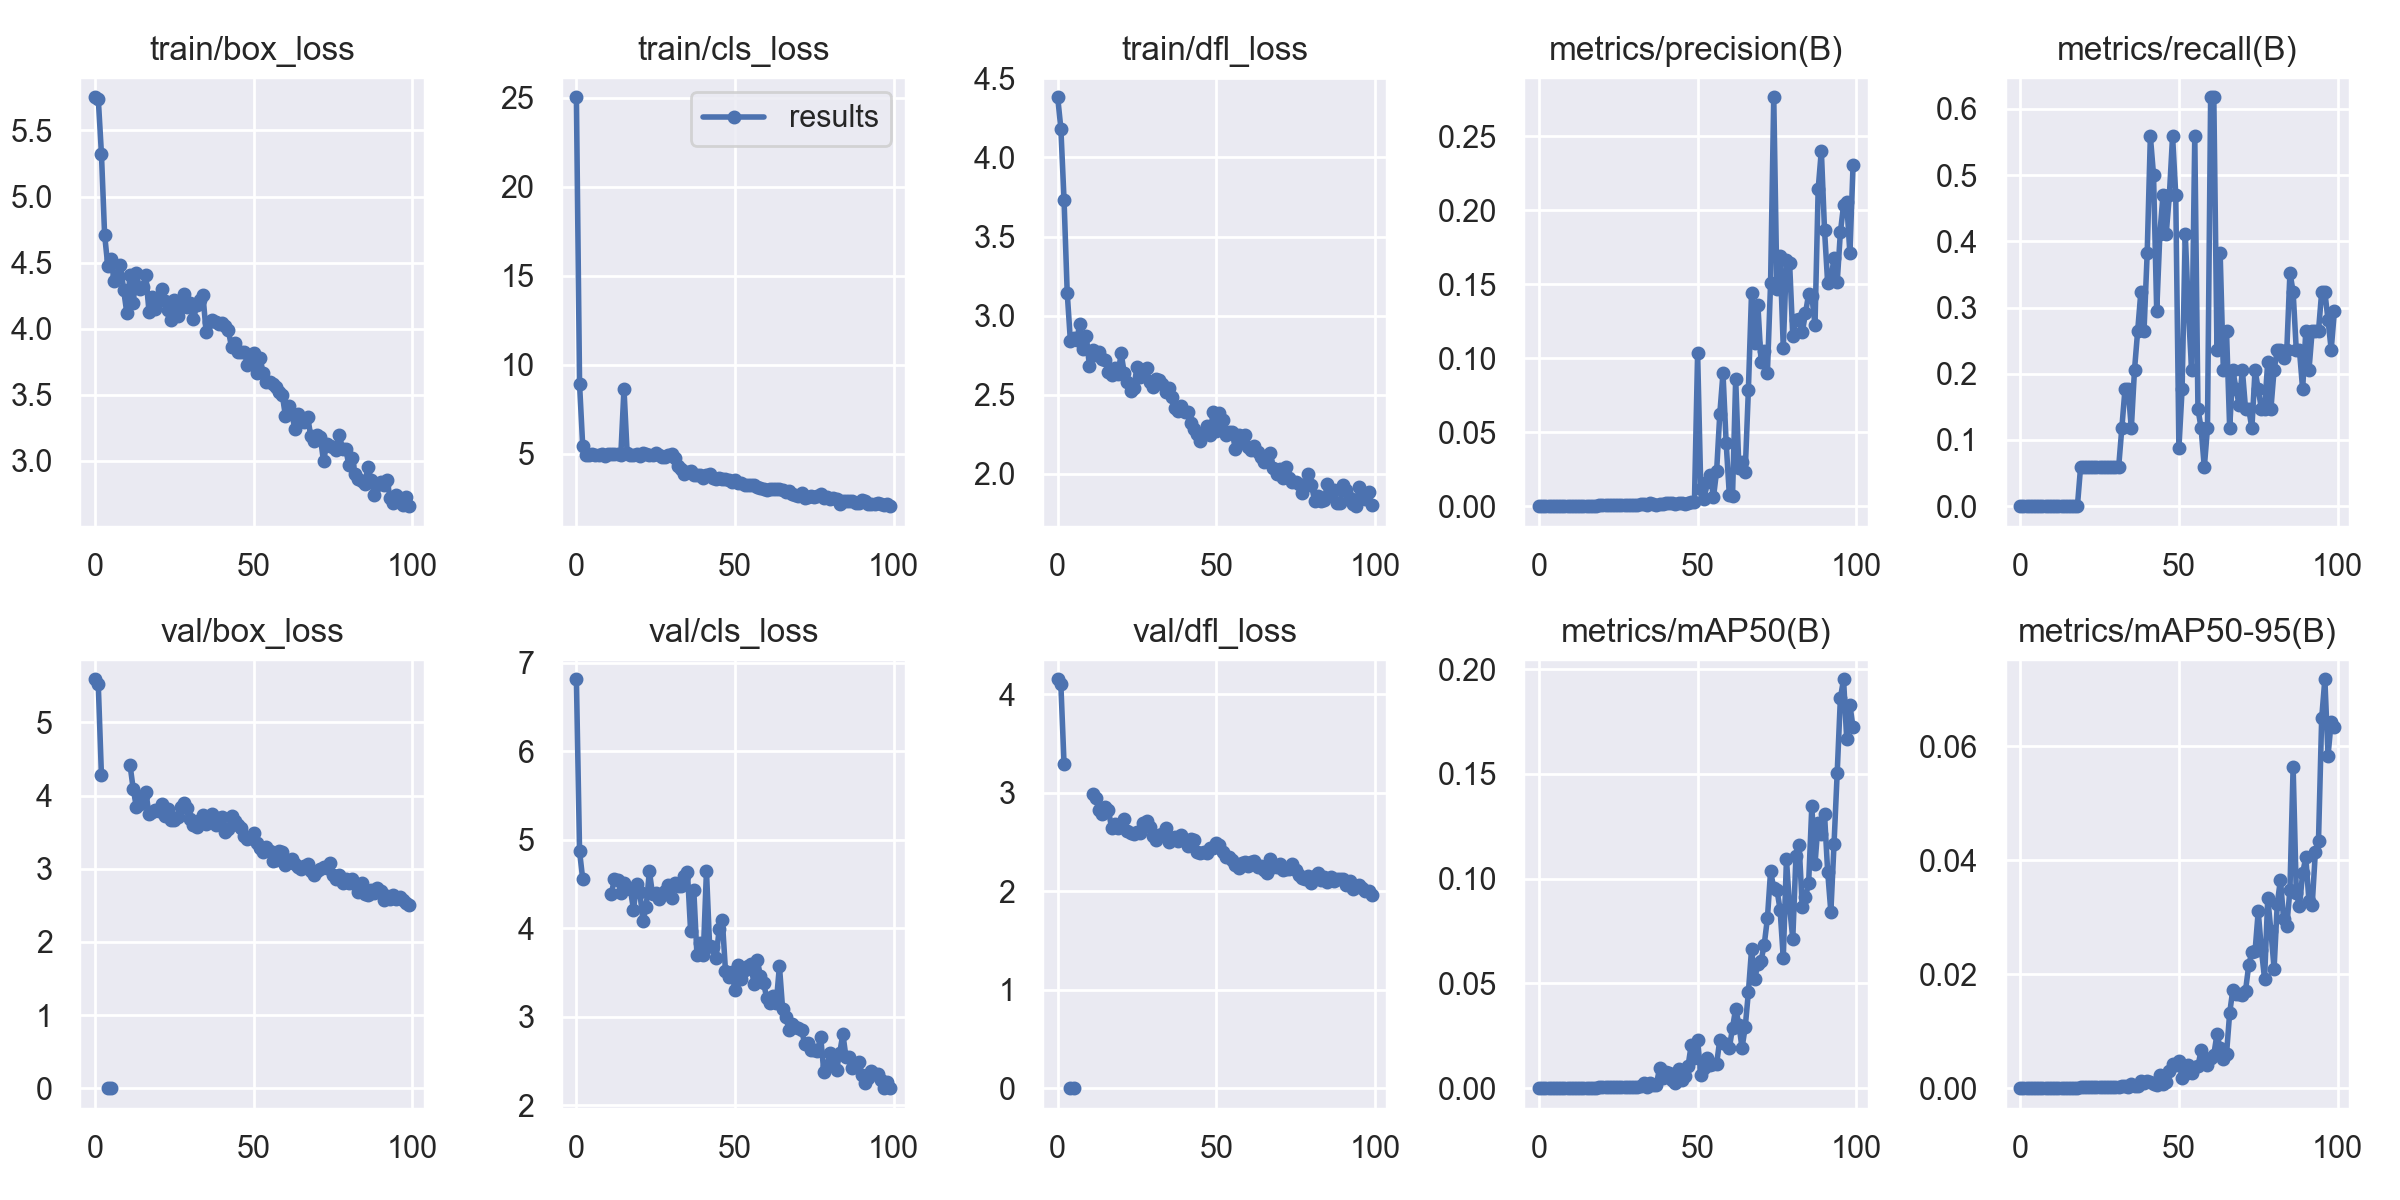 train/box_loss
train/cls_loss
train/dfl_loss
metrics/precision(B)
metrics/recall(B)
5.5
5.0
4.5
4.0
3.5
3.0
0 50 100
results
25
20
15
10
5
0 50 100
4.5
4.0
3.5
3.0
2.5
2.0
0 50 100
0.25
0.20
0.15
0.10
0.05
0.00
0 50 100
0.6
0.5
0.4
0.3
0.2
0.1
0.0
0 50 100
val/box_loss
val/cls_loss
val/dfl_loss
metrics/mAP50(B)
metrics/mAP50-95(B)
5
4
3
2
1
0
0 50 100
7
6
5
4
3
2
0 50 100
4
3
2
1
0
0 50 100
0.20
0.15
0.10
0.05
0.00
0 50 100
0.06
0.04
0.02
0.00
0 50 100